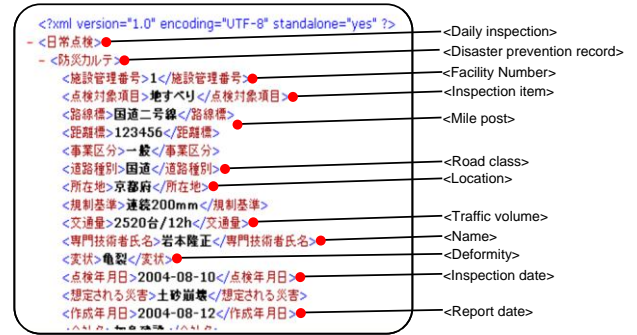 <?xml version="1.0" encoding="UTF-8" standalone="yes" ?>
- <日常点検>
- <防災カルテ>
<施設管理番号>1</施設管理番号>
<点検対象項目>地すべり</点検対象項目>
<路線標>国道二号線</路線標>
<距離標>123456</距離標>
<事業区分>一般</事業区分>
<道路種別>国道</道路種別>
<所在地>京都府</所在地>
<規制基準>連続200mm</規制基準>
<交通量>2520台/12h</交通量>
<専門技術者氏名>岩本隆正</専門技術者氏名>
<変状>亀裂</変状>
<点検年月日>2004-08-10</点検年月日>
<想定される災害>土砂崩壊</想定される災害>
<作成年月日>2004-08-12</作成年月日>
<Daily inspection>
<Disaster prevention record>
<Facility Number>
<Inspection item>
<Mile post>
<Road class>
<Location>
<Traffic volume>
<Name>
<Deformity>
<Inspection date>
<Report date>